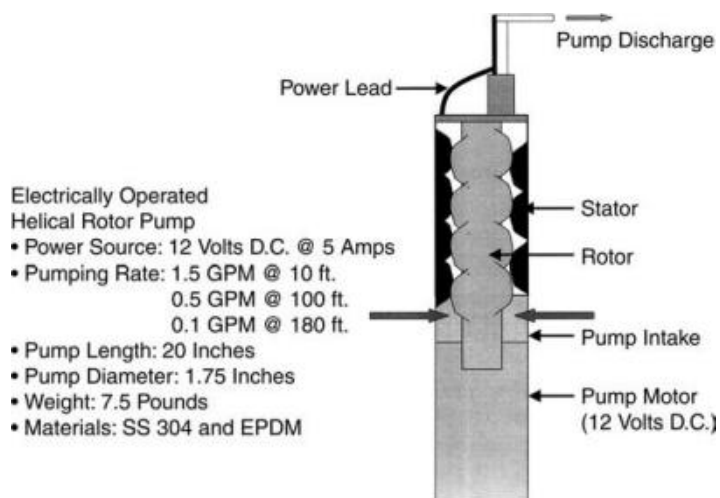 Pump Discharge
Power Lead
Electrically Operated
Helical Rotor Pump
• Power Source: 12 Volts D.C. @ 5 Amps
• Pumping Rate: 1.5 GPM @ 10 ft.
0.5 GPM @ 100 ft.
0.1 GPM @ 180 ft.
• Pump Length: 20 Inches
• Pump Diameter: 1.75 Inches
• Weight: 7.5 Pounds
• Materials: SS 304 and EPDM
Stator
Rotor
Pump Intake
Pump Motor
(12 Volts D.C.)